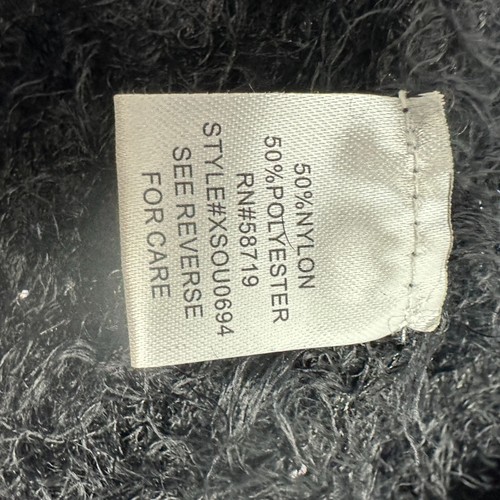 50%NYLON
50%POLYESTER
RN#58719
STYLE#XSOU0694
SEE REVERSE
FOR CARE